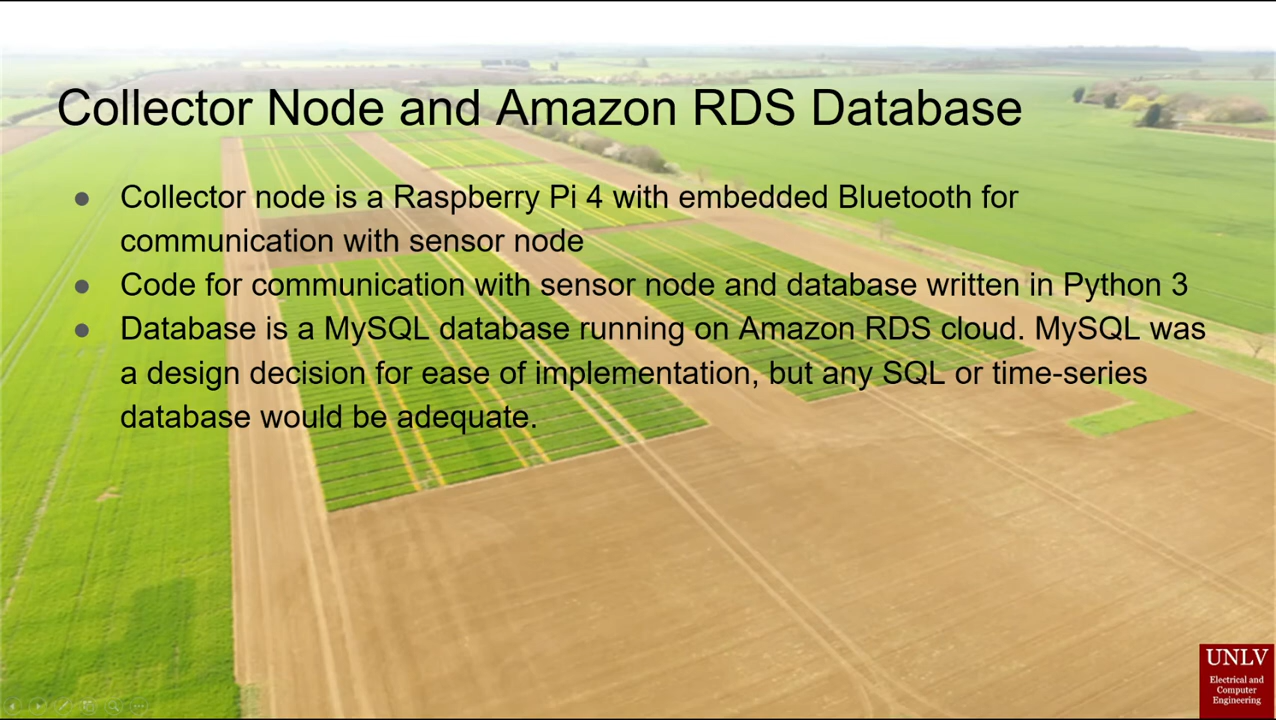 Collector Node and Amazon RDS Database
● Collector node is a Raspberry Pi 4 with embedded Bluetooth for
communication with sensor node
● Code for communication with sensor node and database written in Python 3
● Database is a MySQL database running on Amazon RDS cloud. MySQL was
a design decision for ease of implementation, but any SQL or time-series
database would be adequate.
UNLV
Electrical and
Computer
Engineering